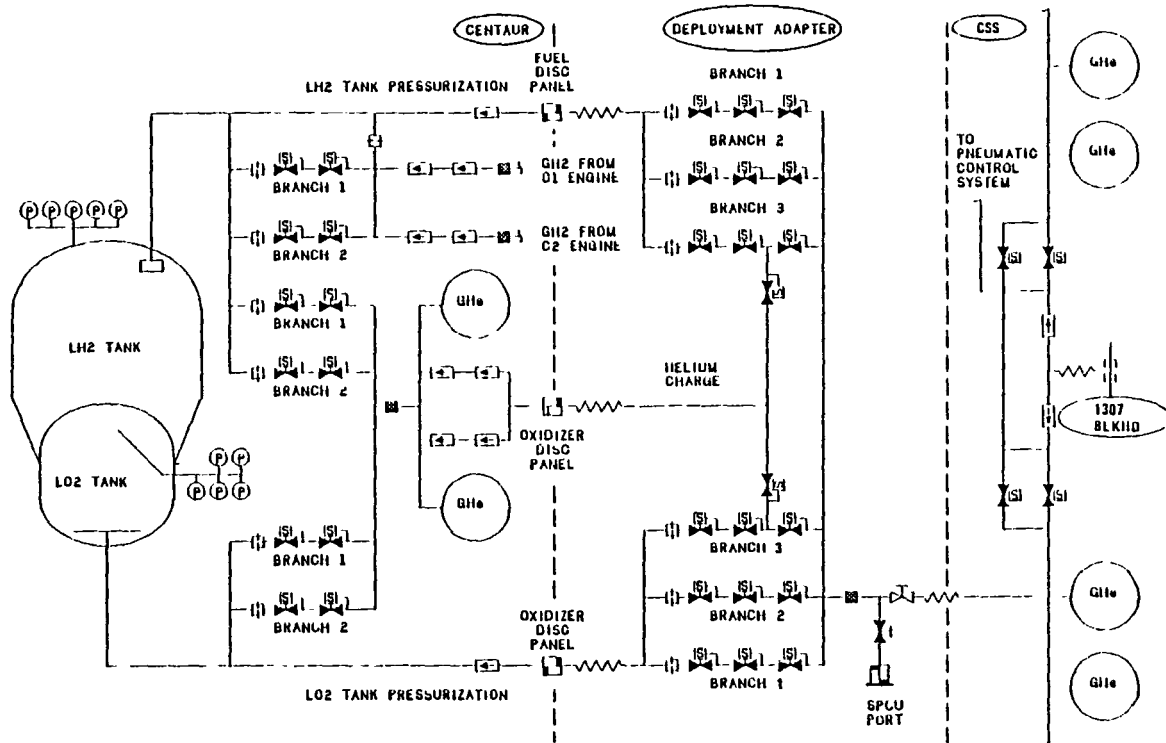 CENTAUR
DEPLOYMENT ADAPTER
CSS
FUEL
DISC
PANEL
LH2 TANK PRESSURIZATION
BRANCH 1
GHe
BRANCH 2
GHe
TO
PNEUMATIC
CONTROL
SYSTEM
GH2 FROM
C1 ENGINE
BRANCH 1
BRANCH 3
P P P P P
GH2 FROM
C2 ENGINE
BRANCH 2
(S)
GHe
BRANCH 1
LH2 TANK
HELIUM
CHARGE
BRANCH 2
1307
BLKHD
OXIDIZER
DISC
PANEL
LO2 TANK
P P P
P P
GHe
BRANCH 1
BRANCH 3
GHe
BRANCH 2
BRANCH 2
OXIDIZER
DISC
PANEL
LO2 TANK PRESSURIZATION
BRANCH 1
GHe
SPCU
PORT